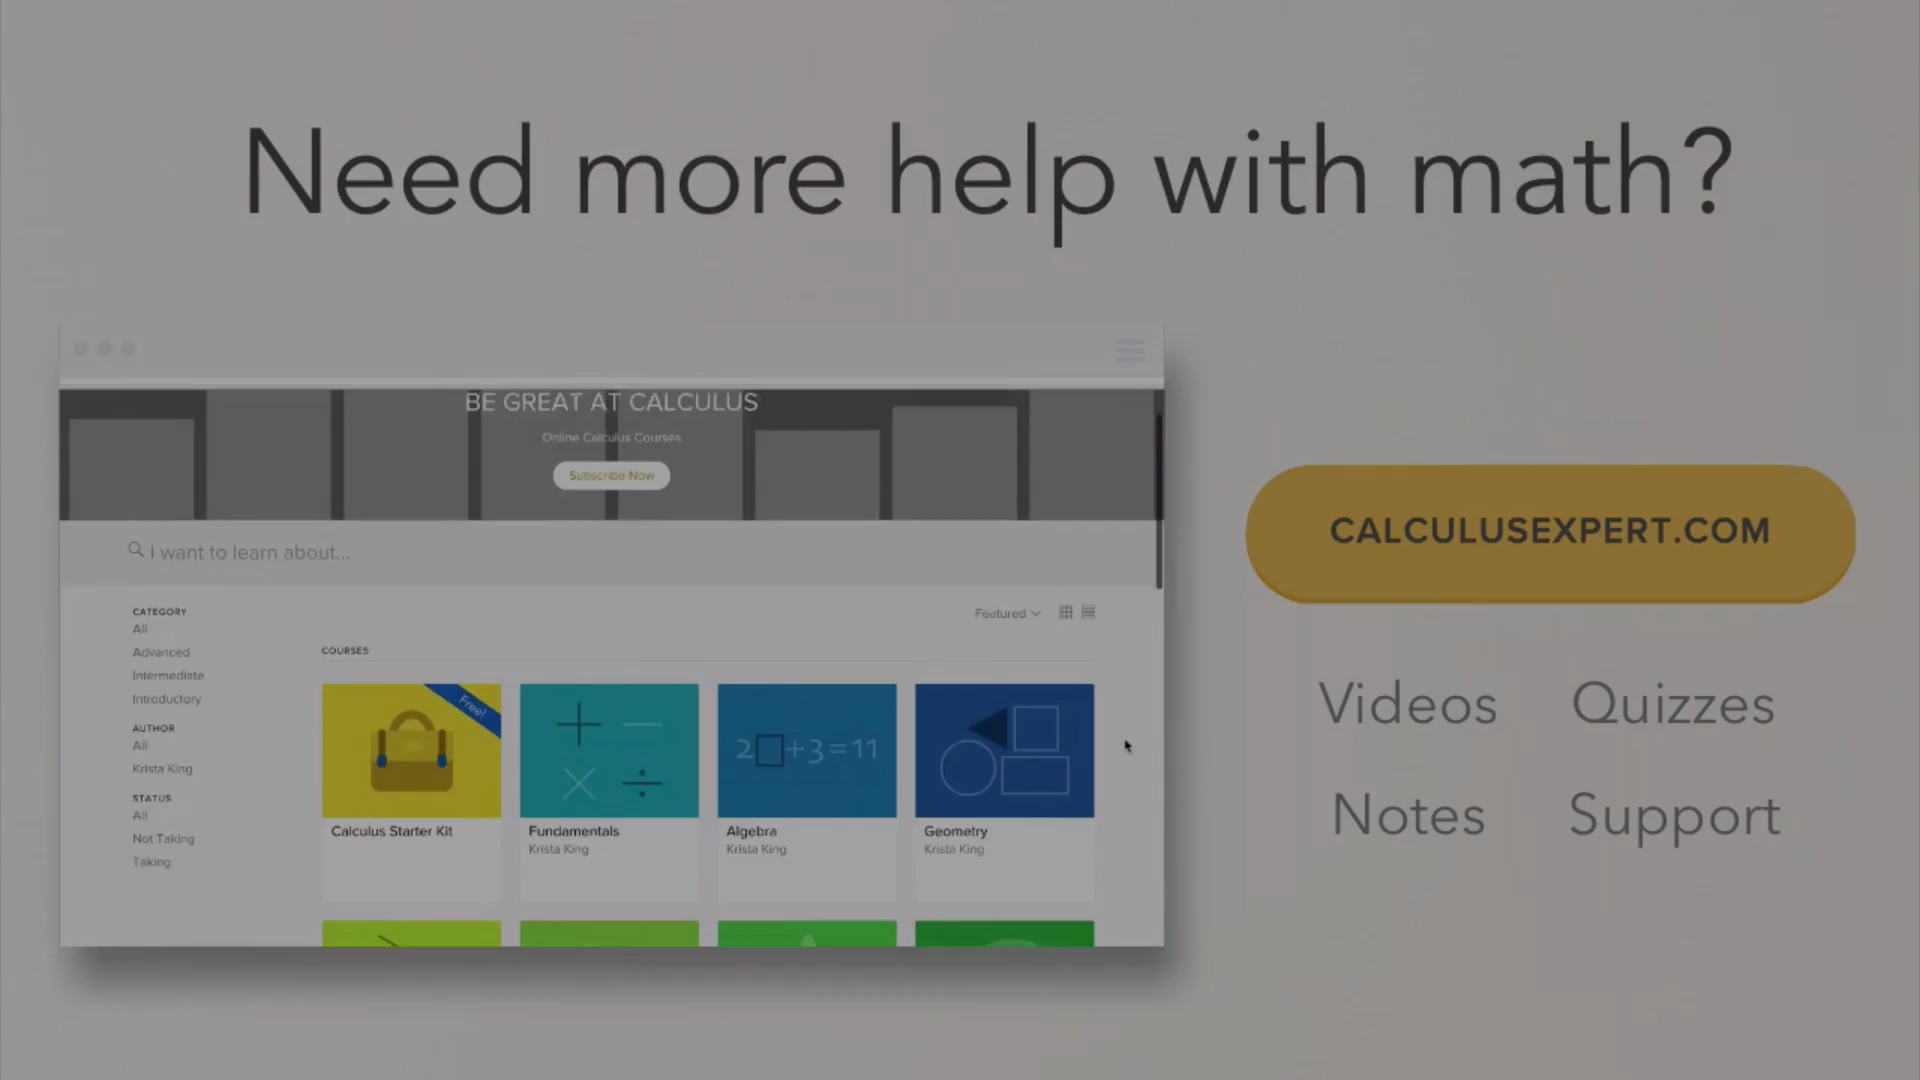 Need more help with math?
BE GREAT AT CALCULUS
Online Calculus Courses
Subscribe Now
I want to learn about...
CATEGORY
All
Advanced
Intermediate
Introductory
AUTHOR
All
Krista King
STATUS
All
Not Taking
Taking
Featured
COURSES
Free!
Calculus Starter Kit
Fundamentals
Krista King
2□+3=11
Algebra
Krista King
Geometry
Krista King
CALCULUSEXPERT.COM
Videos Quizzes
Notes Support